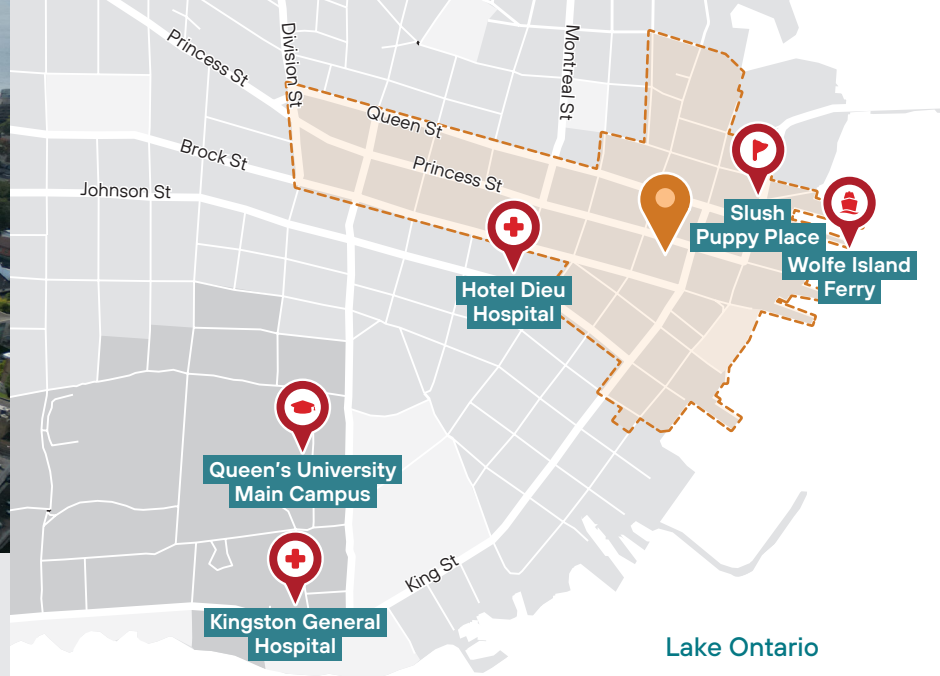 Princess St
Division St
Montreal St
Queen St
Brock St
Princess St
Johnson St
Slush
Puppy Place
Wolfe Island
Ferry
Hotel Dieu
Hospital
Queen's University
Main Campus
King St
Kingston General
Hospital
Lake Ontario